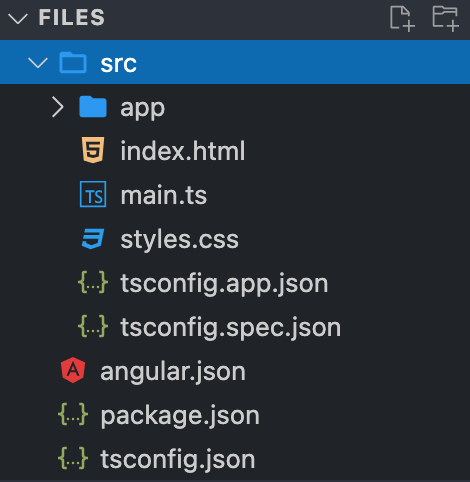 FILES
src
app
index.html
main.ts
styles.css
tsconfig.app.json
tsconfig.spec.json
angular.json
package.json
tsconfig.json